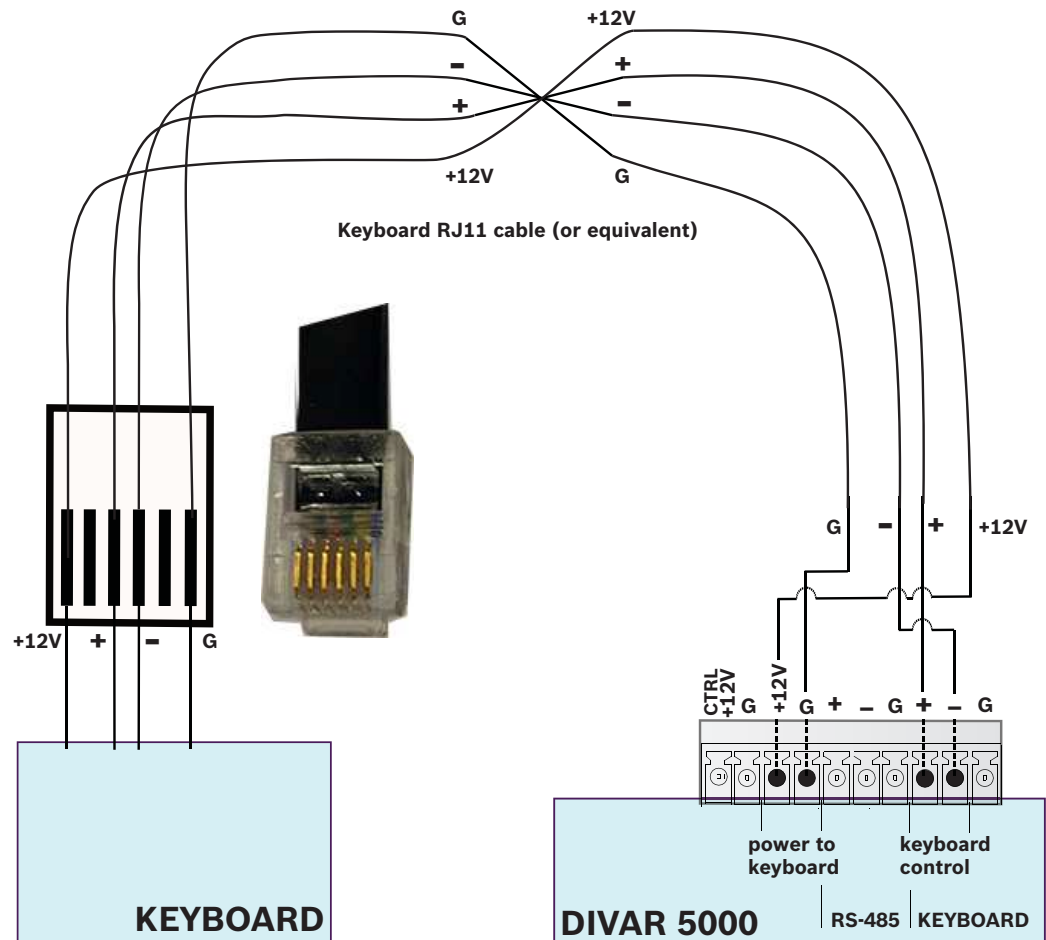 G +12V
– +
+ –
+12V G
Keyboard RJ11 cable (or equivalent)
G – + +12V
+12V + – G
CTRL +12V G +12V G + – G + – G
power to keyboard
keyboard control
KEYBOARD
DIVAR 5000
RS-485 KEYBOARD